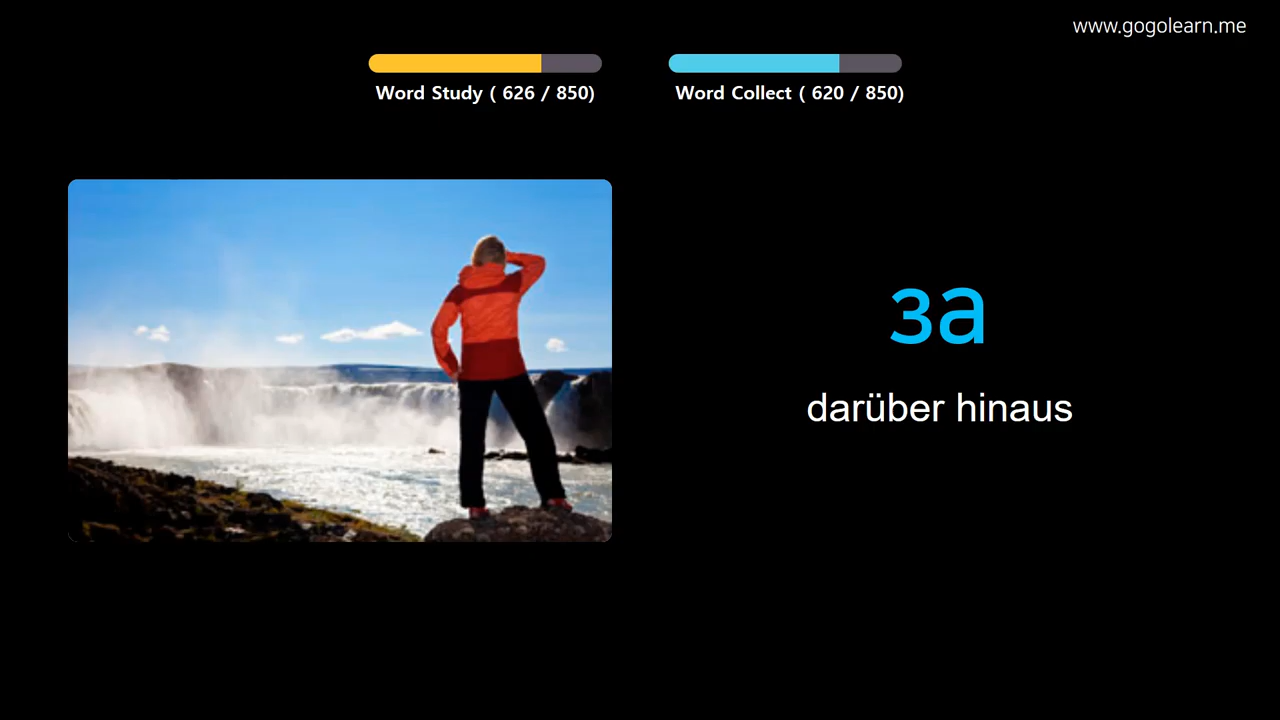 www.gogolearn.me
Word Study ( 626 / 850)
Word Collect ( 620 / 850)
за
darüber hinaus